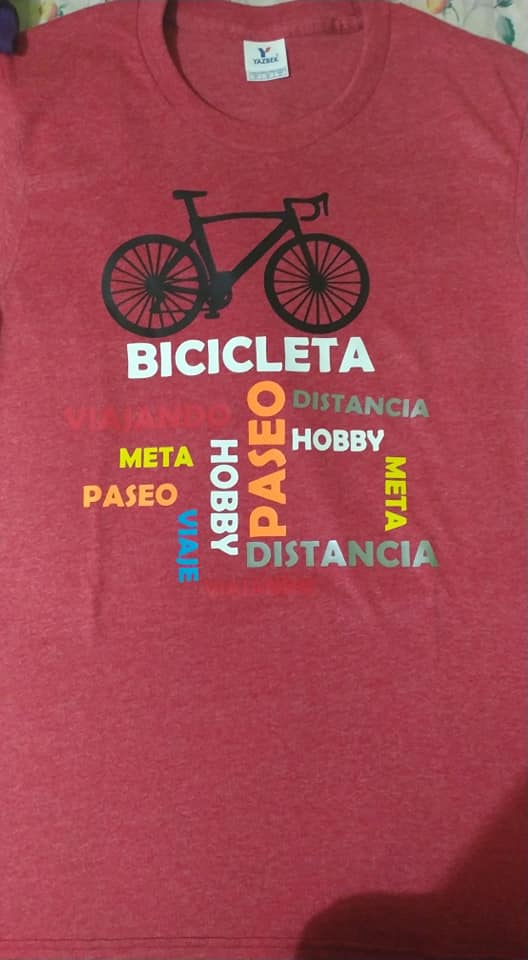 YAZBEK
BICICLETA
VIAJANDO
PASEO
DISTANCIA
HOBBY
META
HOBBY
META
PASEO
VIAJE
DISTANCIA
VIAJANDO